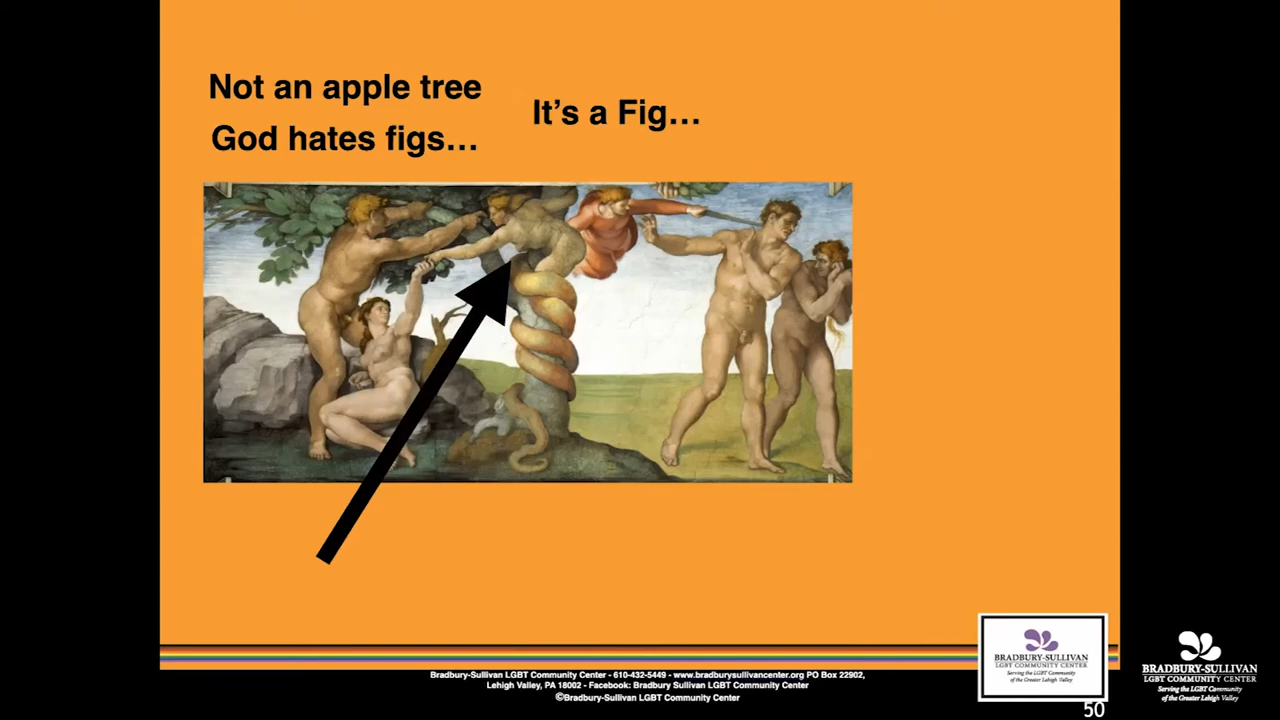 Not an apple tree
God hates figs…
It's a Fig…
BRADBURY-SULLIVAN
LGBT COMMUNITY CENTER
Serving the LGBT Community
of the Greater Lehigh Valley
BRADBURY-SULLIVAN
LGBT COMMUNITY CENTER
Serving the LGBT Community
of the Greater Lehigh Valley
Bradbury-Sullivan LGBT Community Center - 610-432-5449 - www.bradburysullivancenter.org PO Box 22902,
Lehigh Valley, PA 18002 - Facebook: Bradbury Sullivan LGBT Community Center
©Bradbury-Sullivan LGBT Community Center
50